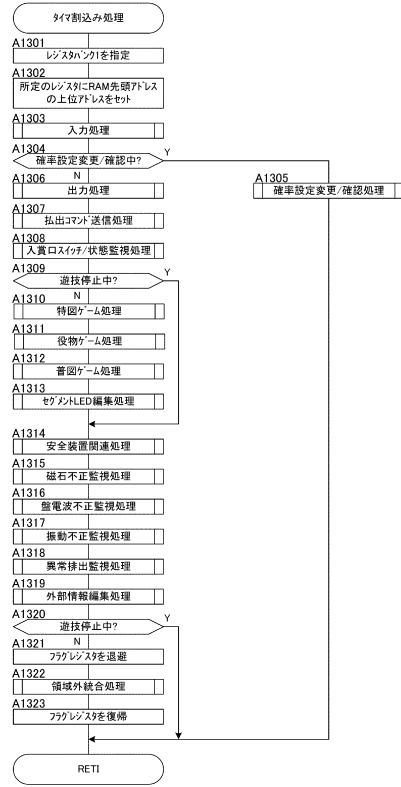 タイマ割込み処理
A1301
レジスタバンク1を指定
A1302
所定のレジスタにRAM先頭アドレス
の上位アドレスをセット
A1303
入力処理
A1304
確率設定変更/確認中?
Y
N
A1305
確率設定変更/確認処理
A1306
出力処理
A1307
払出コマンド送信処理
A1308
入賞口スイッチ/状態監視処理
A1309
遊技停止中?
Y
N
A1310
特図ゲーム処理
A1311
役物ゲーム処理
A1312
普図ゲーム処理
A1313
セグメントLED編集処理
A1314
安全装置関連処理
A1315
磁石不正監視処理
A1316
盤電波不正監視処理
A1317
振動不正監視処理
A1318
異常排出監視処理
A1319
外部情報編集処理
A1320
遊技停止中?
Y
N
A1321
フラグレジスタを退避
A1322
領域外統合処理
A1323
フラグレジスタを復帰
RETI